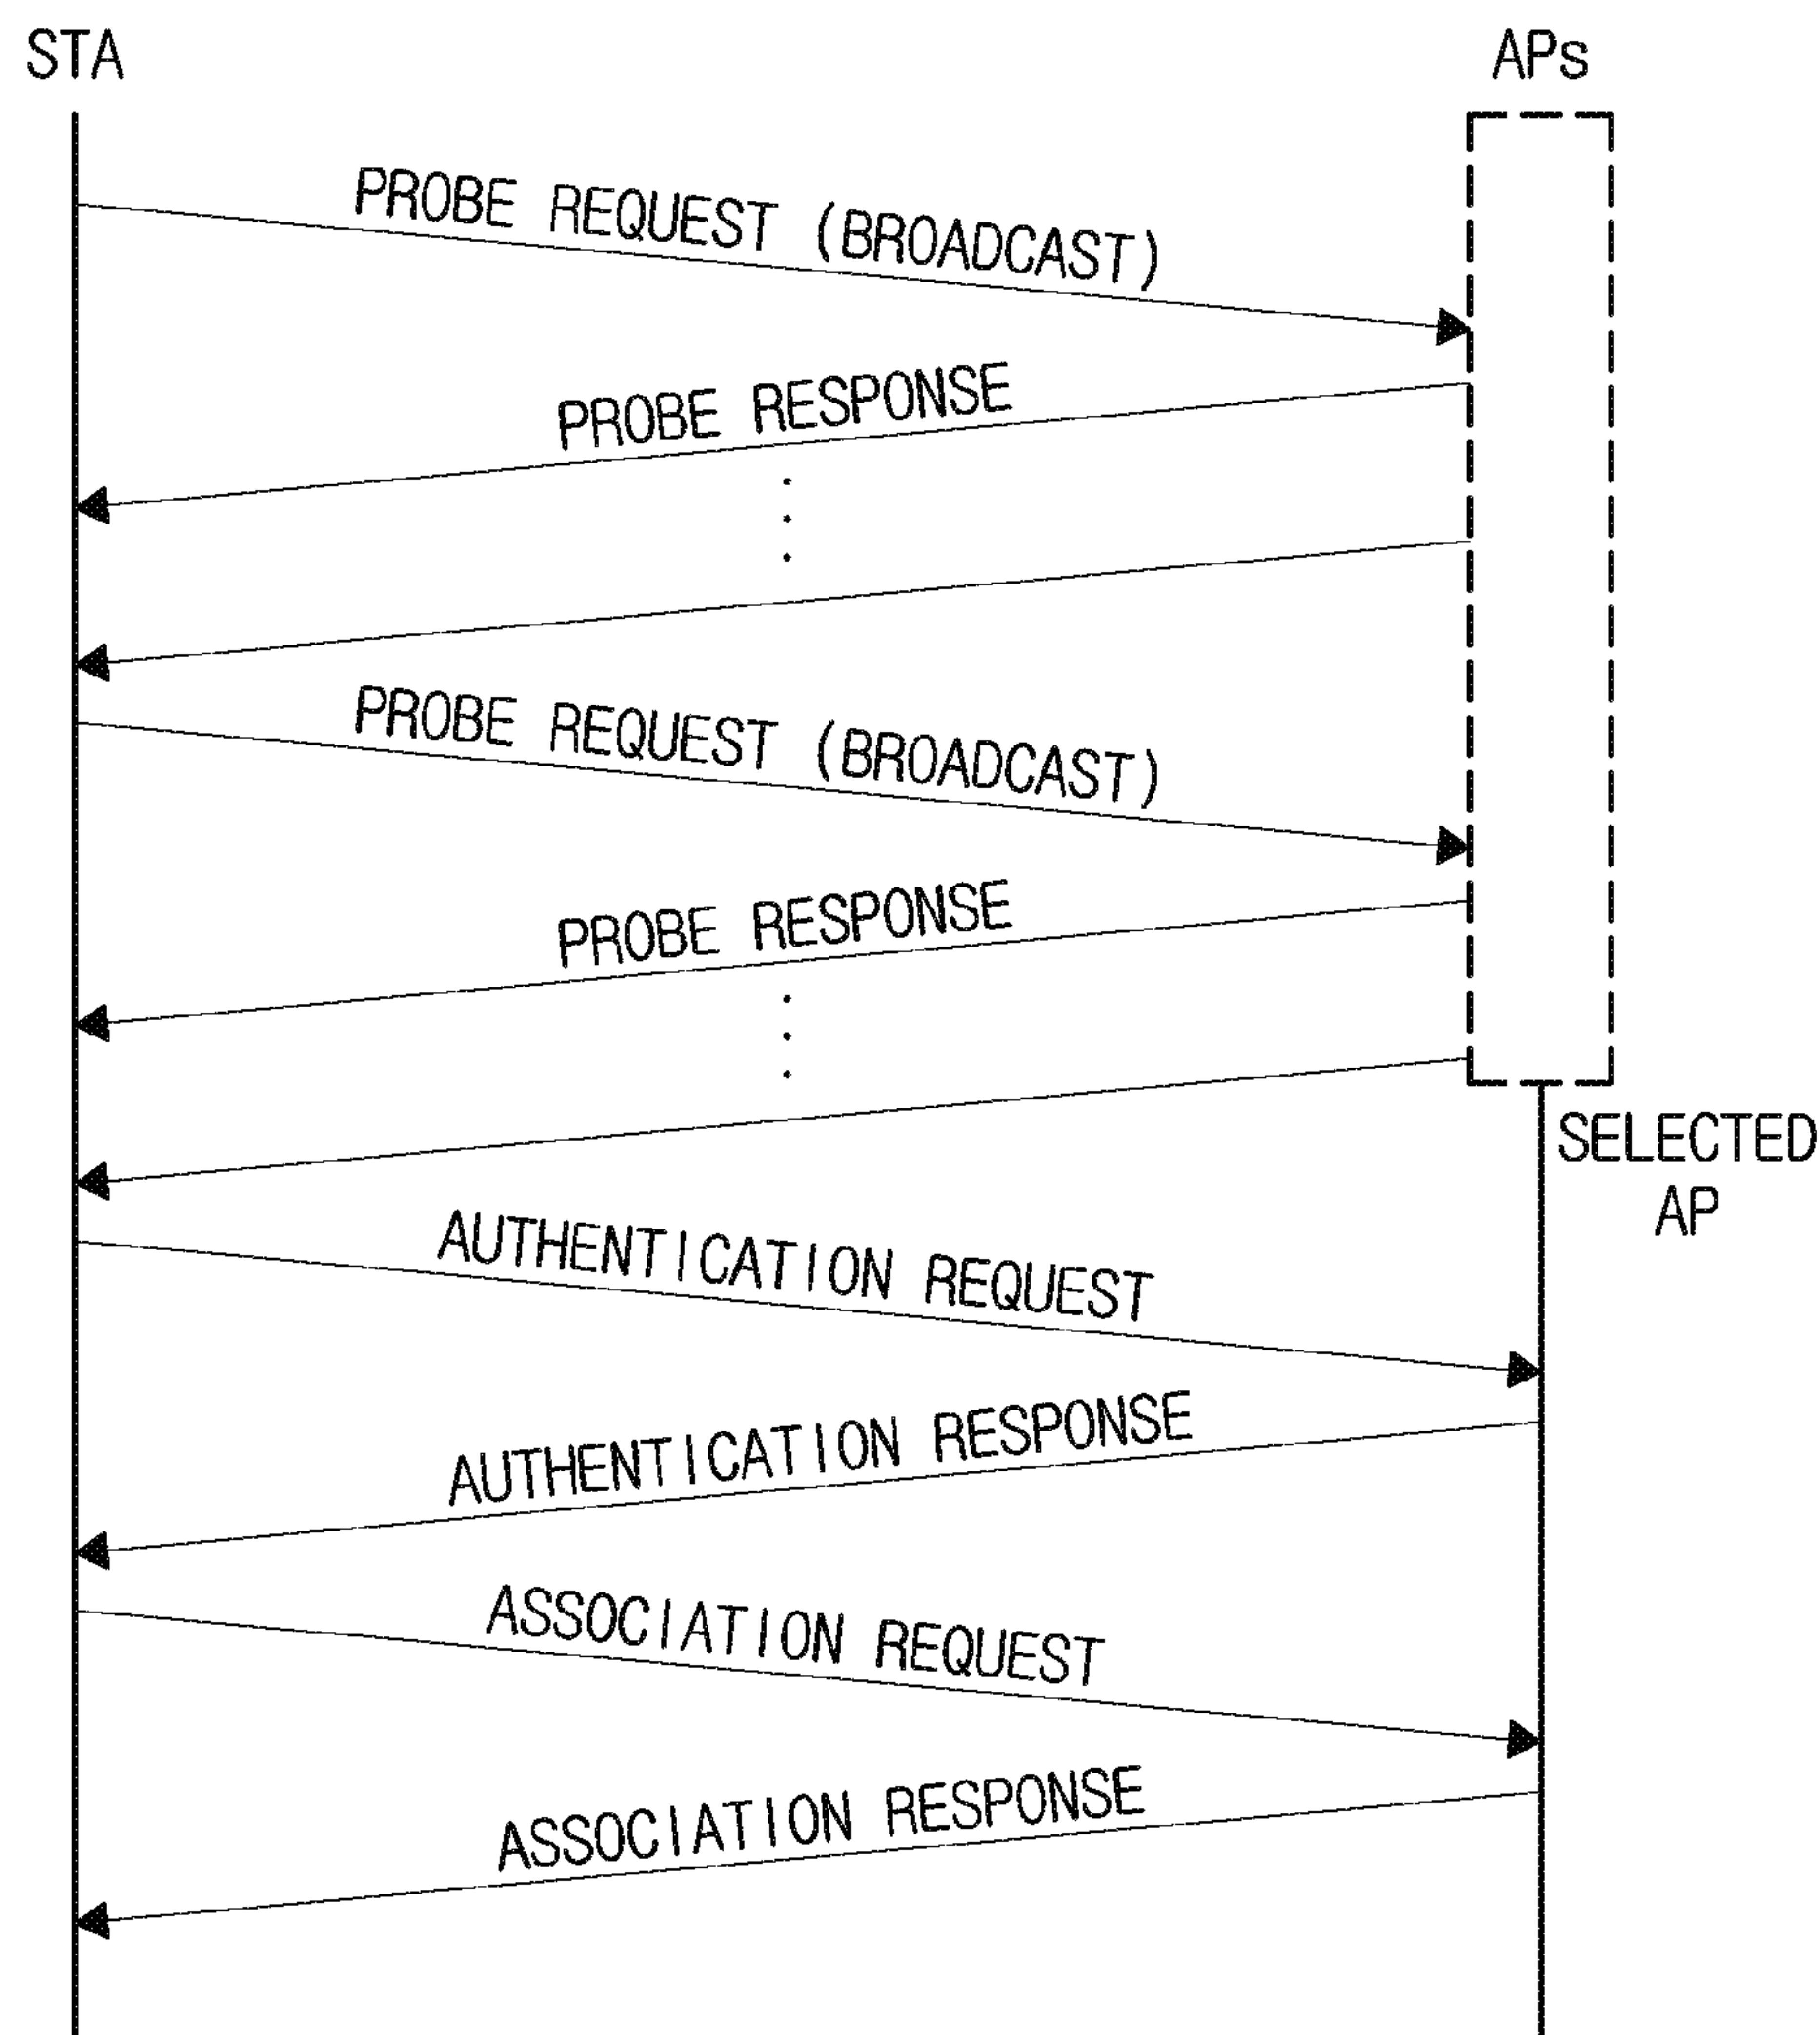 STA
APs
PROBE REQUEST (BROADCAST)
PROBE RESPONSE
PROBE REQUEST (BROADCAST)
PROBE RESPONSE
SELECTED
AP
AUTHENTICATION REQUEST
AUTHENTICATION RESPONSE
ASSOCIATION REQUEST
ASSOCIATION RESPONSE